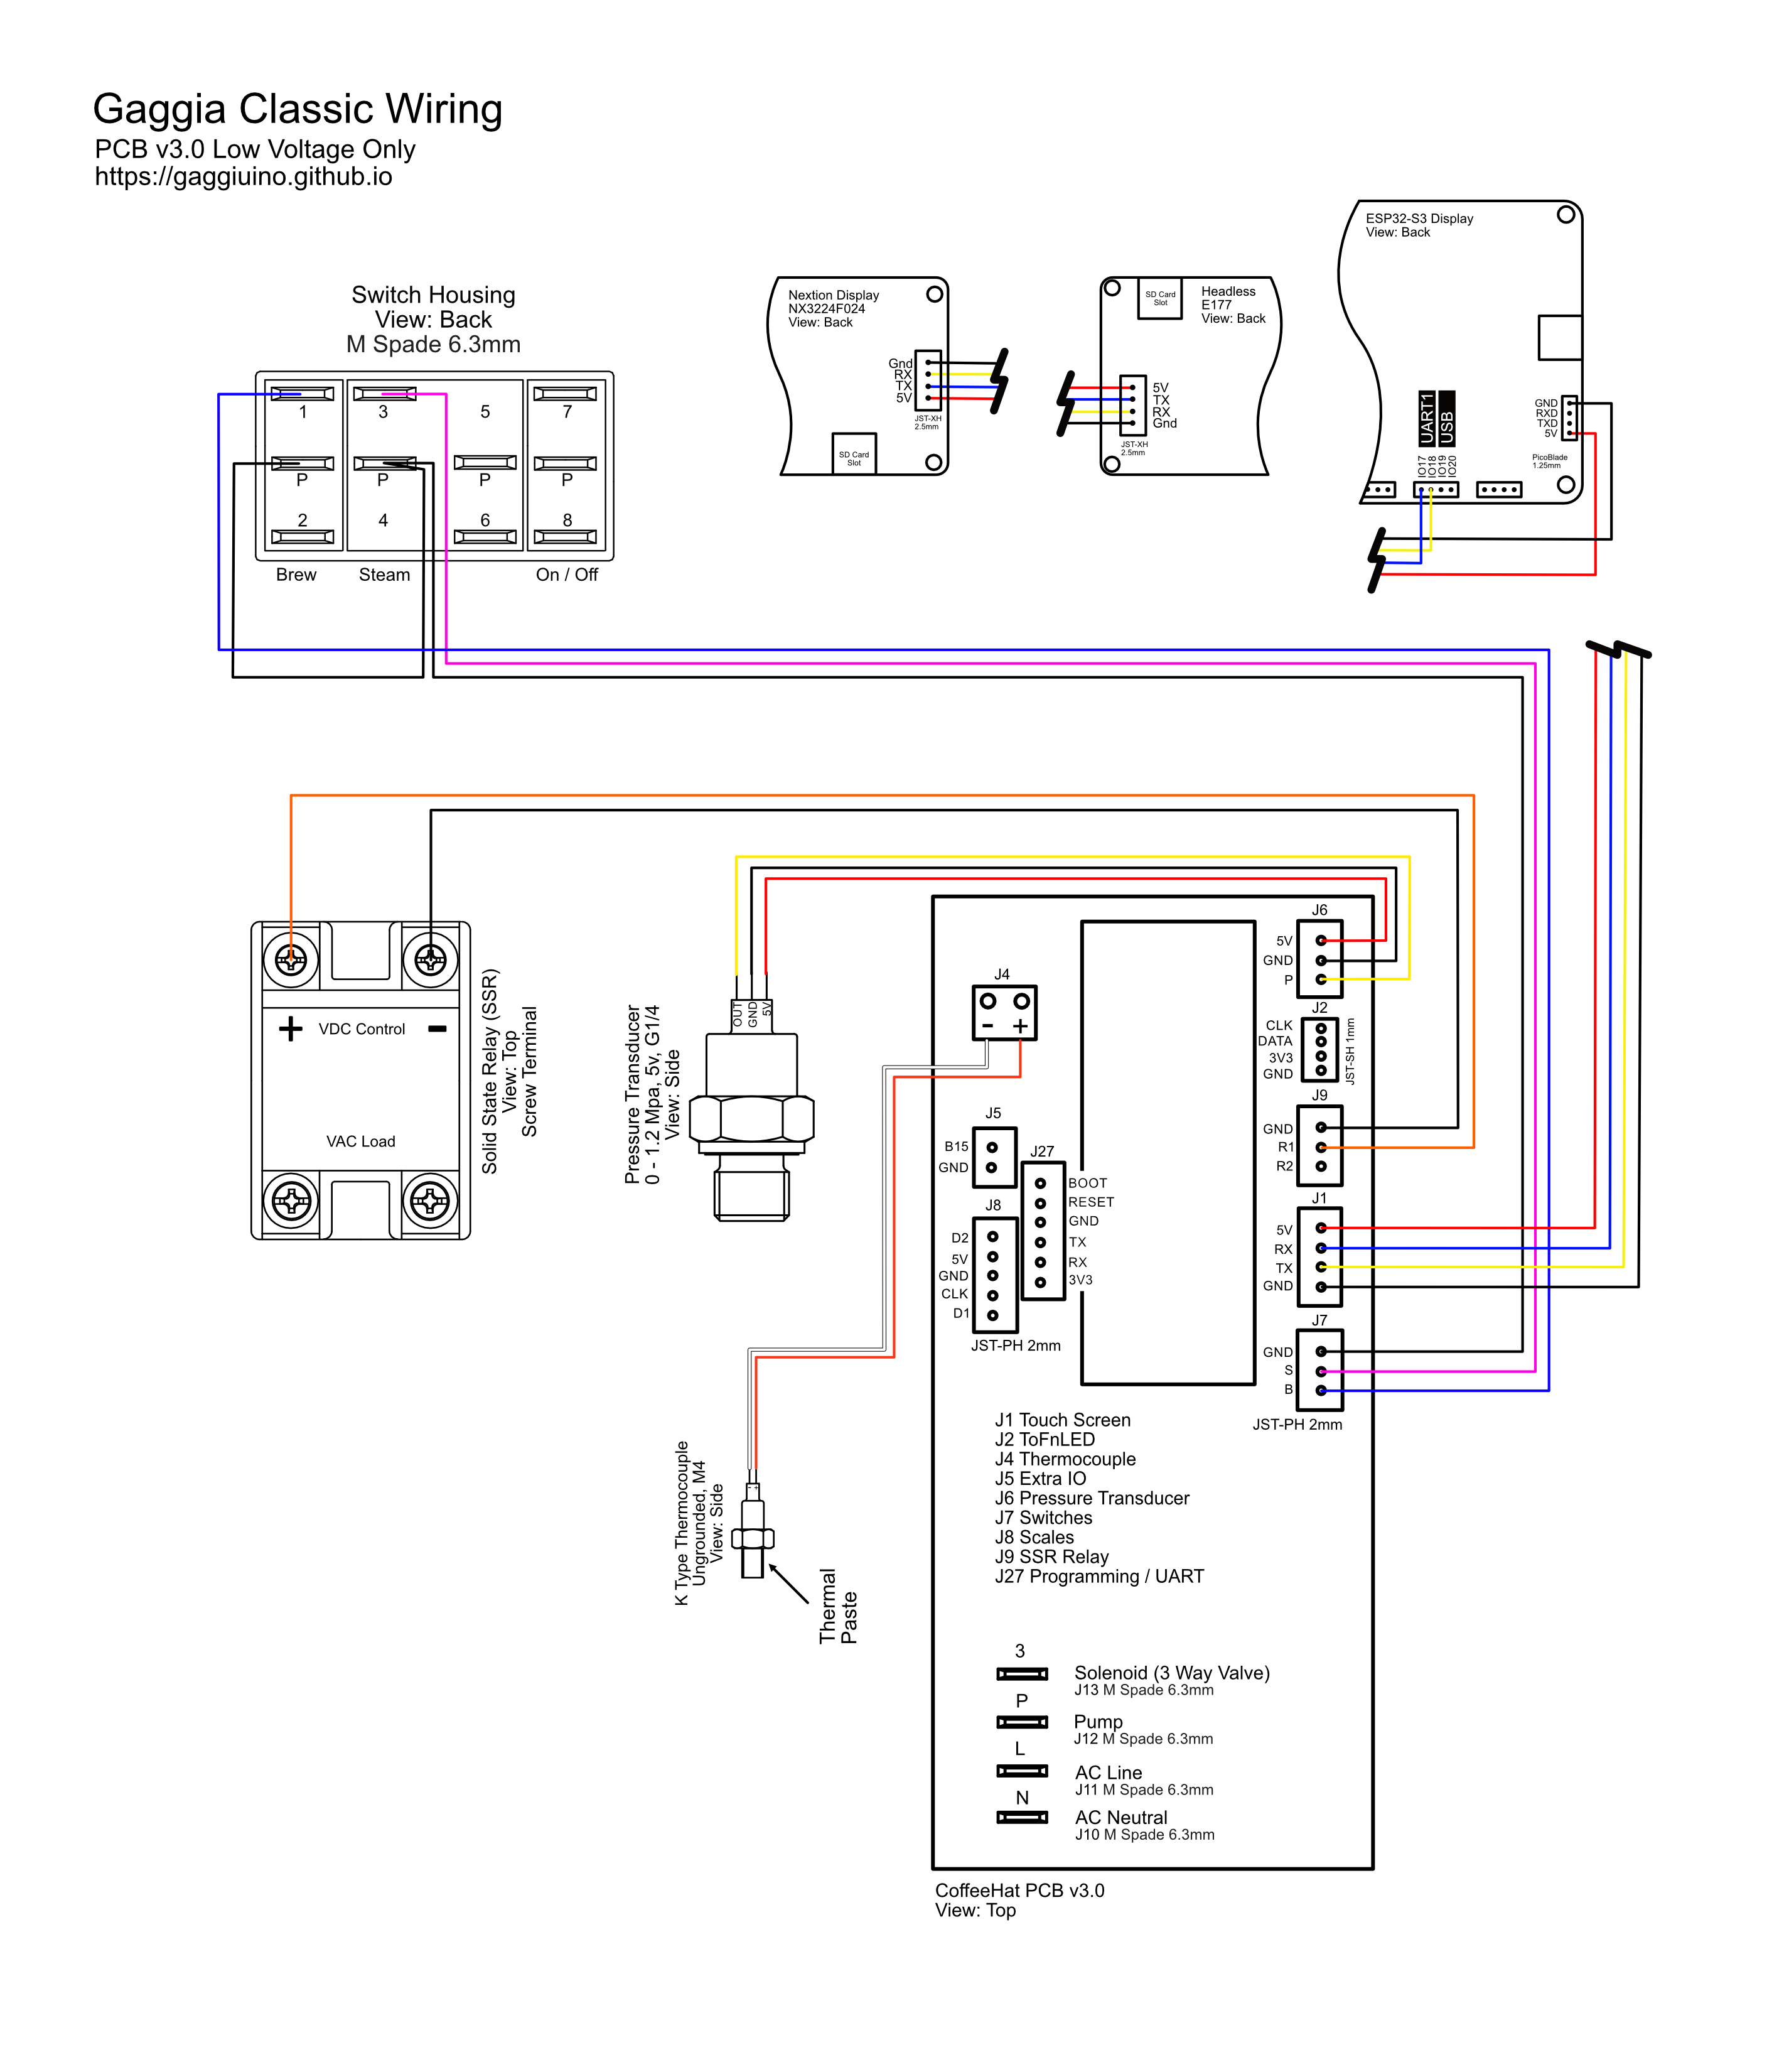 Gaggia Classic Wiring
PCB v3.0 Low Voltage Only
https://gaggiuino.github.io
Switch Housing
View: Back
M Spade 6.3mm
1
3
5
7
P
P
P
P
2
4
6
8
Brew
Steam
On / Off
Nextion Display
NX3224F024
View: Back
Gnd
RX
TX
5V
JST-XH
2.5mm
SD Card
Slot
SD Card
Slot
Headless
E177
View: Back
5V
TX
RX
Gnd
JST-XH
2.5mm
ESP32-S3 Display
View: Back
GND
RXD
TXD
5V
PicoBlade
1.25mm
UART1
USB
IO17
IO18
IO19
IO20
+ VDC Control -
VAC Load
Solid State Relay (SSR)
View: Top
Screw Terminal
OUT
GND
5V
Pressure Transducer
0 - 1.2 Mpa, 5v, G1/4
View: Side
J4
- +
J5
B15
GND
J27
BOOT
RESET
GND
TX
RX
3V3
J8
D2
5V
GND
CLK
D1
JST-PH 2mm
J6
5V
GND
P
J2
CLK
DATA
3V3
GND
JST-SH 1mm
J9
GND
R1
R2
J1
5V
RX
TX
GND
J7
GND
S
B
JST-PH 2mm
J1 Touch Screen
J2 ToFnLED
J4 Thermocouple
J5 Extra IO
J6 Pressure Transducer
J7 Switches
J8 Scales
J9 SSR Relay
J27 Programming / UART
- +
K Type Thermocouple
Ungrounded, M4
View: Side
Thermal
Paste
3
Solenoid (3 Way Valve)
J13 M Spade 6.3mm
P
Pump
J12 M Spade 6.3mm
L
AC Line
J11 M Spade 6.3mm
N
AC Neutral
J10 M Spade 6.3mm
CoffeeHat PCB v3.0
View: Top